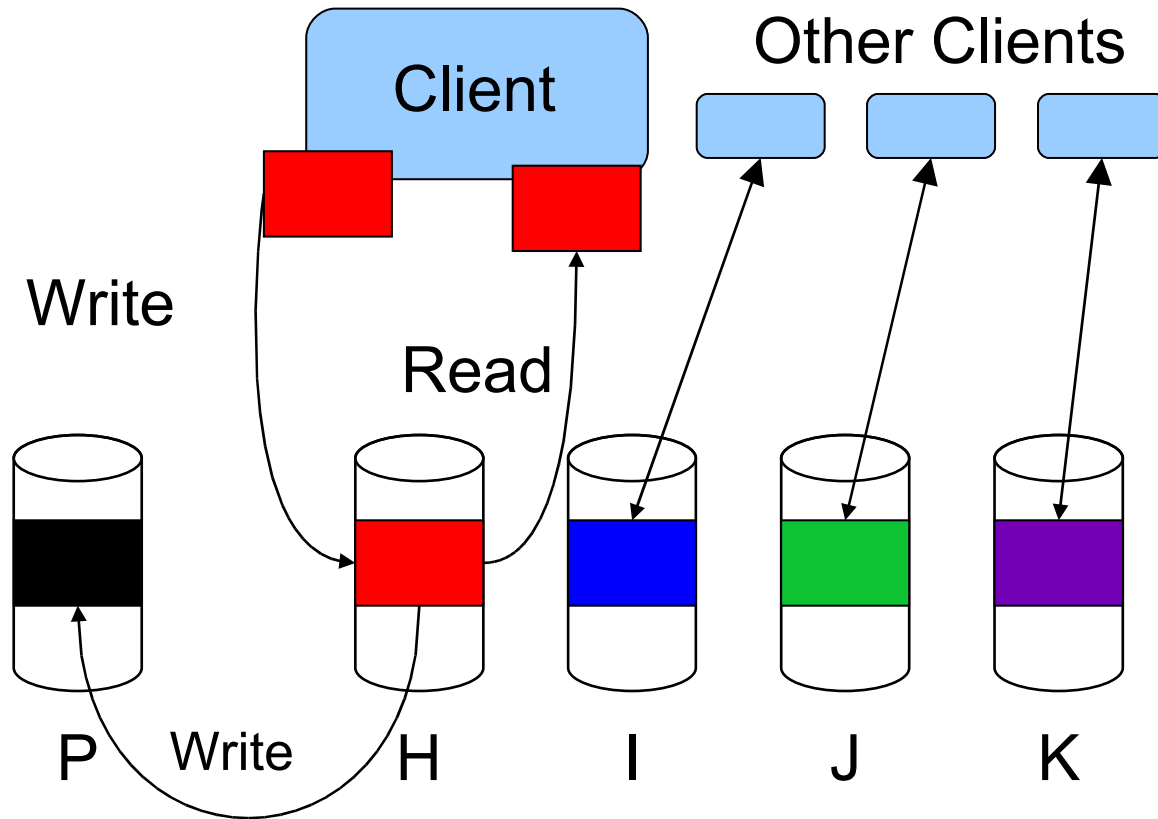 Other Clients
Client
Write
Read
Write
P
H
I
J
K